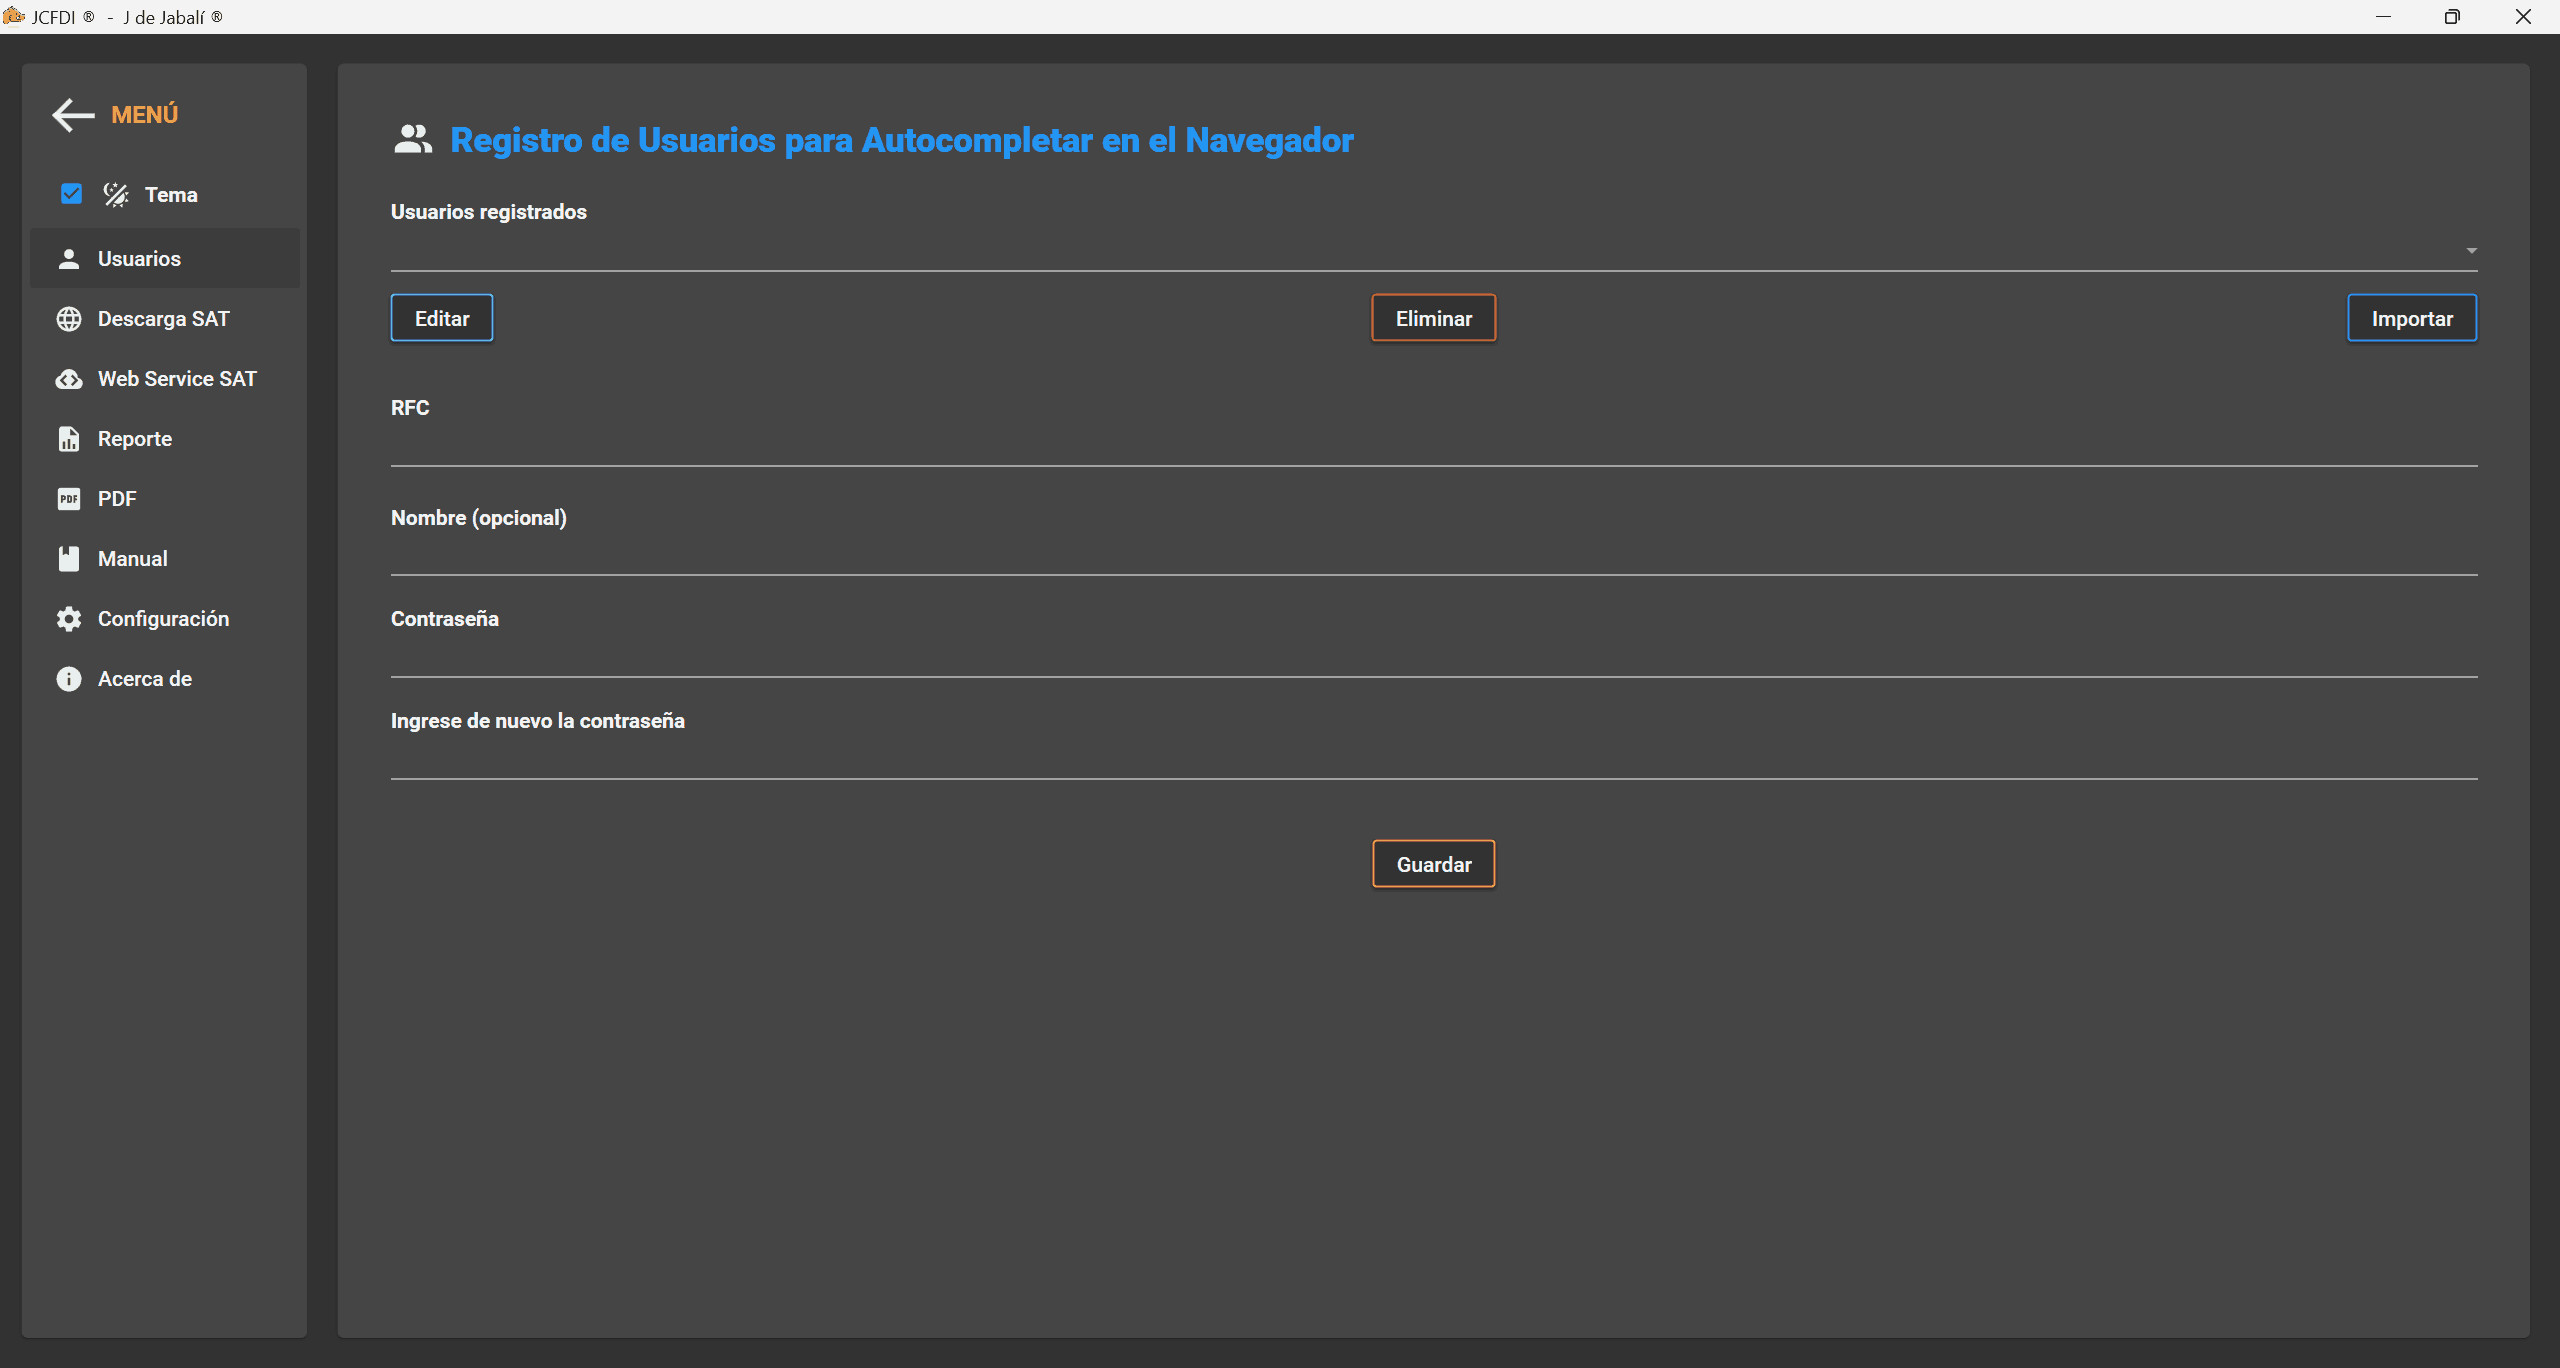 JCFDI ® - J de Jabalí ®
MENÚ
Tema
Usuarios
Descarga SAT
Web Service SAT
Reporte
PDF
PDF
Manual
Configuración
Acerca de
Registro de Usuarios para Autocompletar en el Navegador
Usuarios registrados
Editar
Eliminar
Importar
RFC
Nombre (opcional)
Contraseña
Ingrese de nuevo la contraseña
Guardar